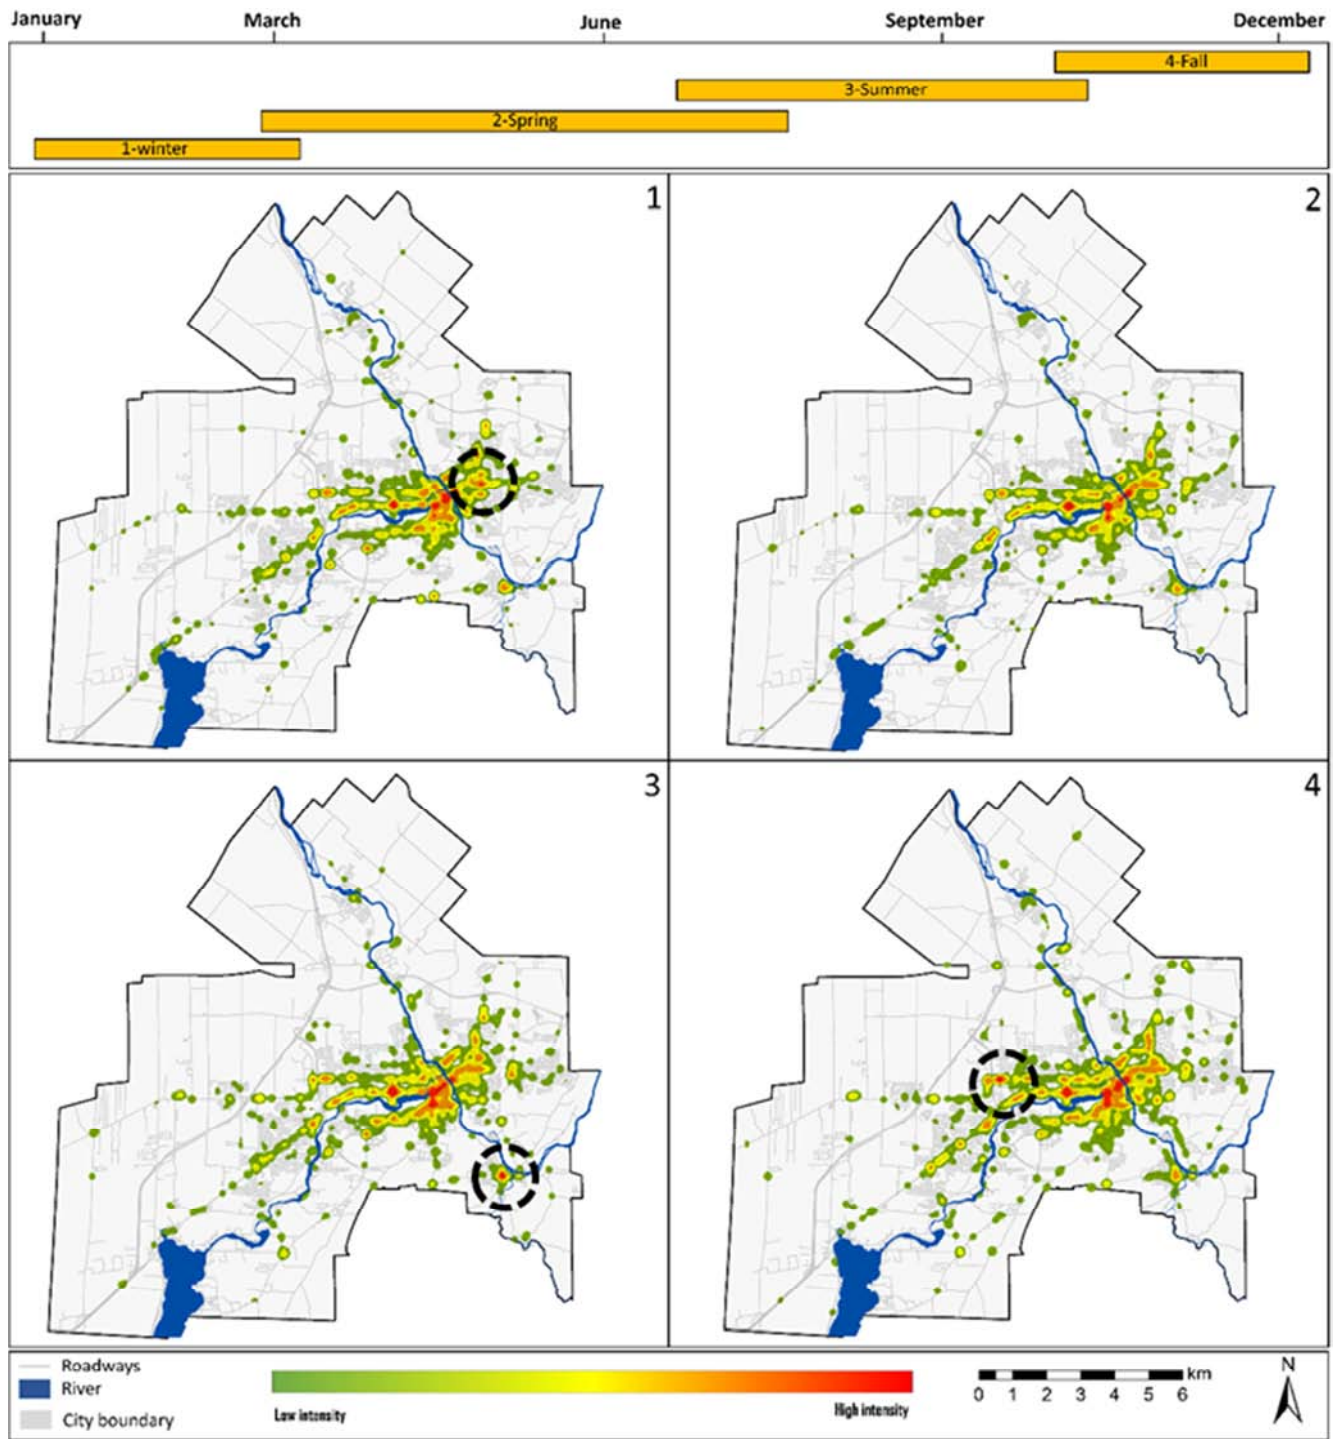 January March June September December
4-Fall
3-Summer
2-Spring
1-winter
1
2
3
4
Roadways
River
City boundary
Low intensity
High intensity
km
0 1 2 3 4 5 6
N